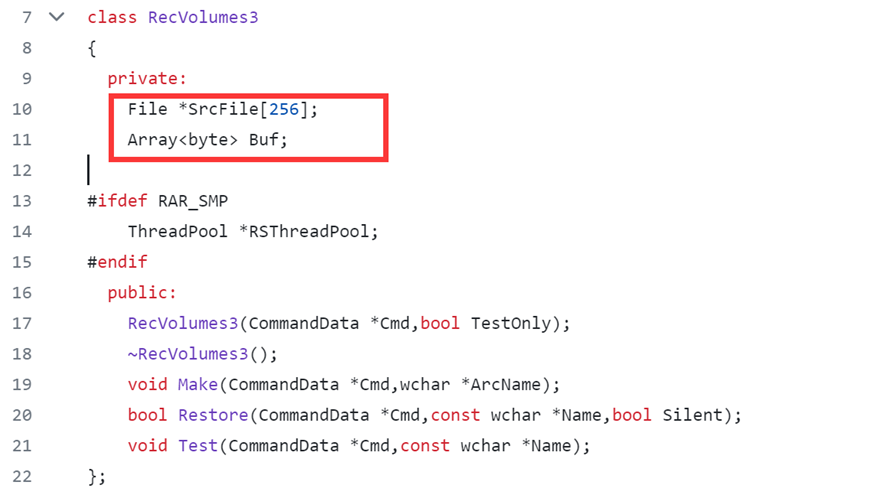 7 class RecVolumes3
8 {
9 private:
10 File *SrcFile[256];
11 Array<byte> Buf;
12
13 #ifdef RAR_SMP
14 ThreadPool *RSThreadPool;
15 #endif
16 public:
17 RecVolumes3(CommandData *Cmd,bool TestOnly);
18 ~RecVolumes3();
19 void Make(CommandData *Cmd,wchar *ArcName);
20 bool Restore(CommandData *Cmd,const wchar *Name,bool Silent);
21 void Test(CommandData *Cmd,const wchar *Name);
22 };